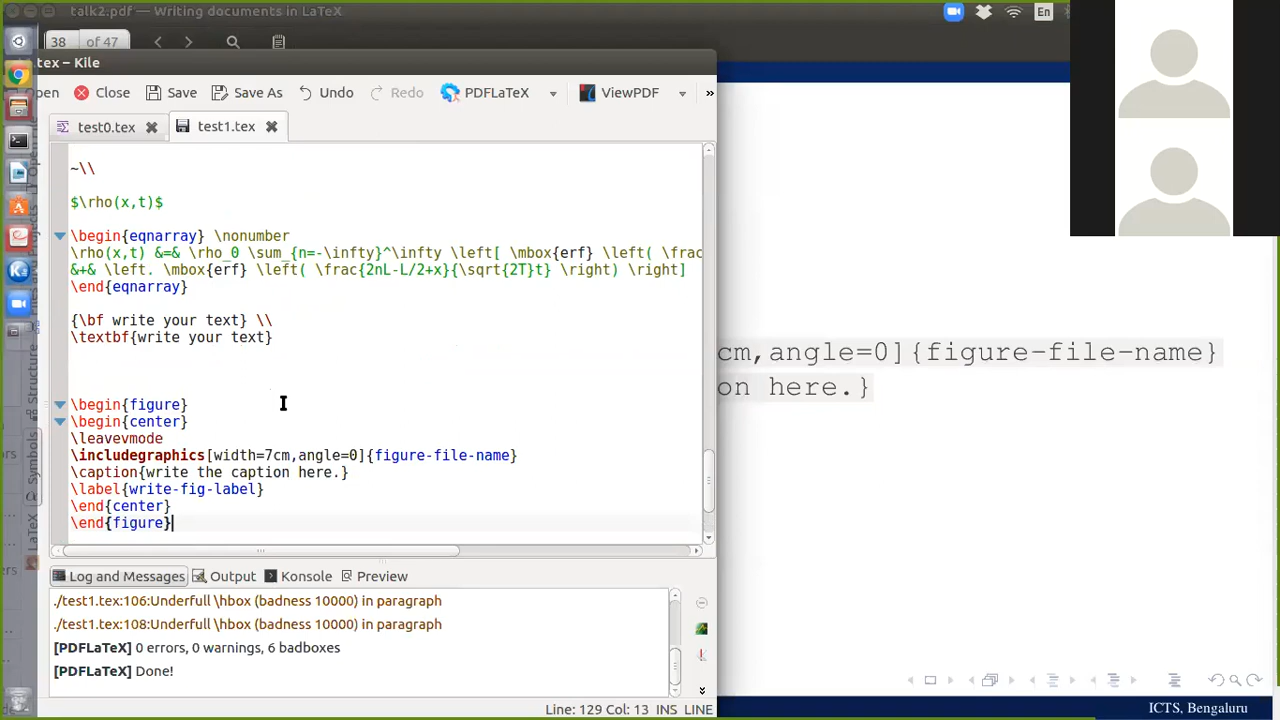 talk2.pdf — Writing documents in LaTeX
En
38 of 47
.tex – Kile
pen Close Save Save As Undo Redo PDFLaTeX ViewPDF »
test0.tex test1.tex
~\\
$\rho(x,t)$
\begin{eqnarray} \nonumber
\rho(x,t) &=& \rho_0 \sum_{n=-\infty}^\infty \left[ \mbox{erf} \left( \frac
&+& \left. \mbox{erf} \left( \frac{2nL-L/2+x}{\sqrt{2T}t} \right) \right]
\end{eqnarray}
{\bf write your text} \\
\textbf{write your text}
\begin{figure}
\begin{center}
\leavevmode
\includegraphics[width=7cm,angle=0]{figure-file-name}
\caption{write the caption here.}
\label{write-fig-label}
\end{center}
\end{figure}
cm,angle=0]{figure-file-name}
on here.}
Structure
Symbols
LaTeX
Log and Messages Output Konsole Preview
./test1.tex:106:Underfull \hbox (badness 10000) in paragraph
./test1.tex:108:Underfull \hbox (badness 10000) in paragraph
[PDFLaTeX] 0 errors, 0 warnings, 6 badboxes
[PDFLaTeX] Done!
Line: 129 Col: 13 INS LINE
ICTS, Bengaluru